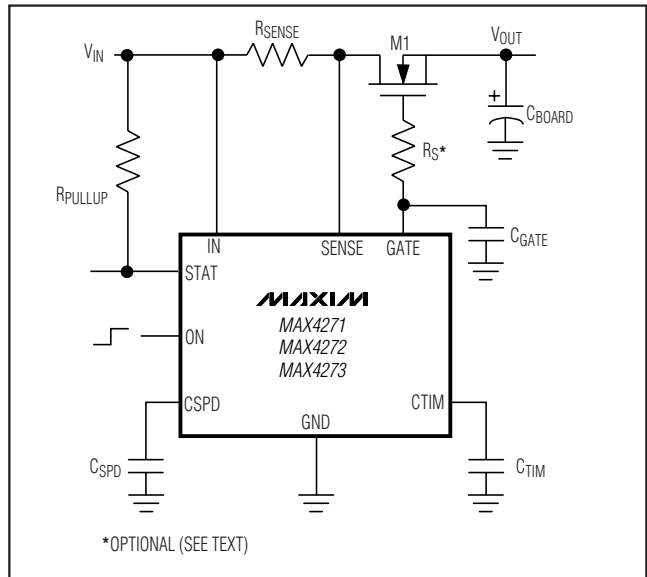 RSENSE
M1
VIN
VOUT
+
CBOARD
RS*
RPULLUP
CGATE
IN SENSE GATE
STAT
MAXIM
MAX4271
ON
MAX4272
MAX4273
CSPD
CTIM
GND
CSPD
CTIM
*OPTIONAL (SEE TEXT)